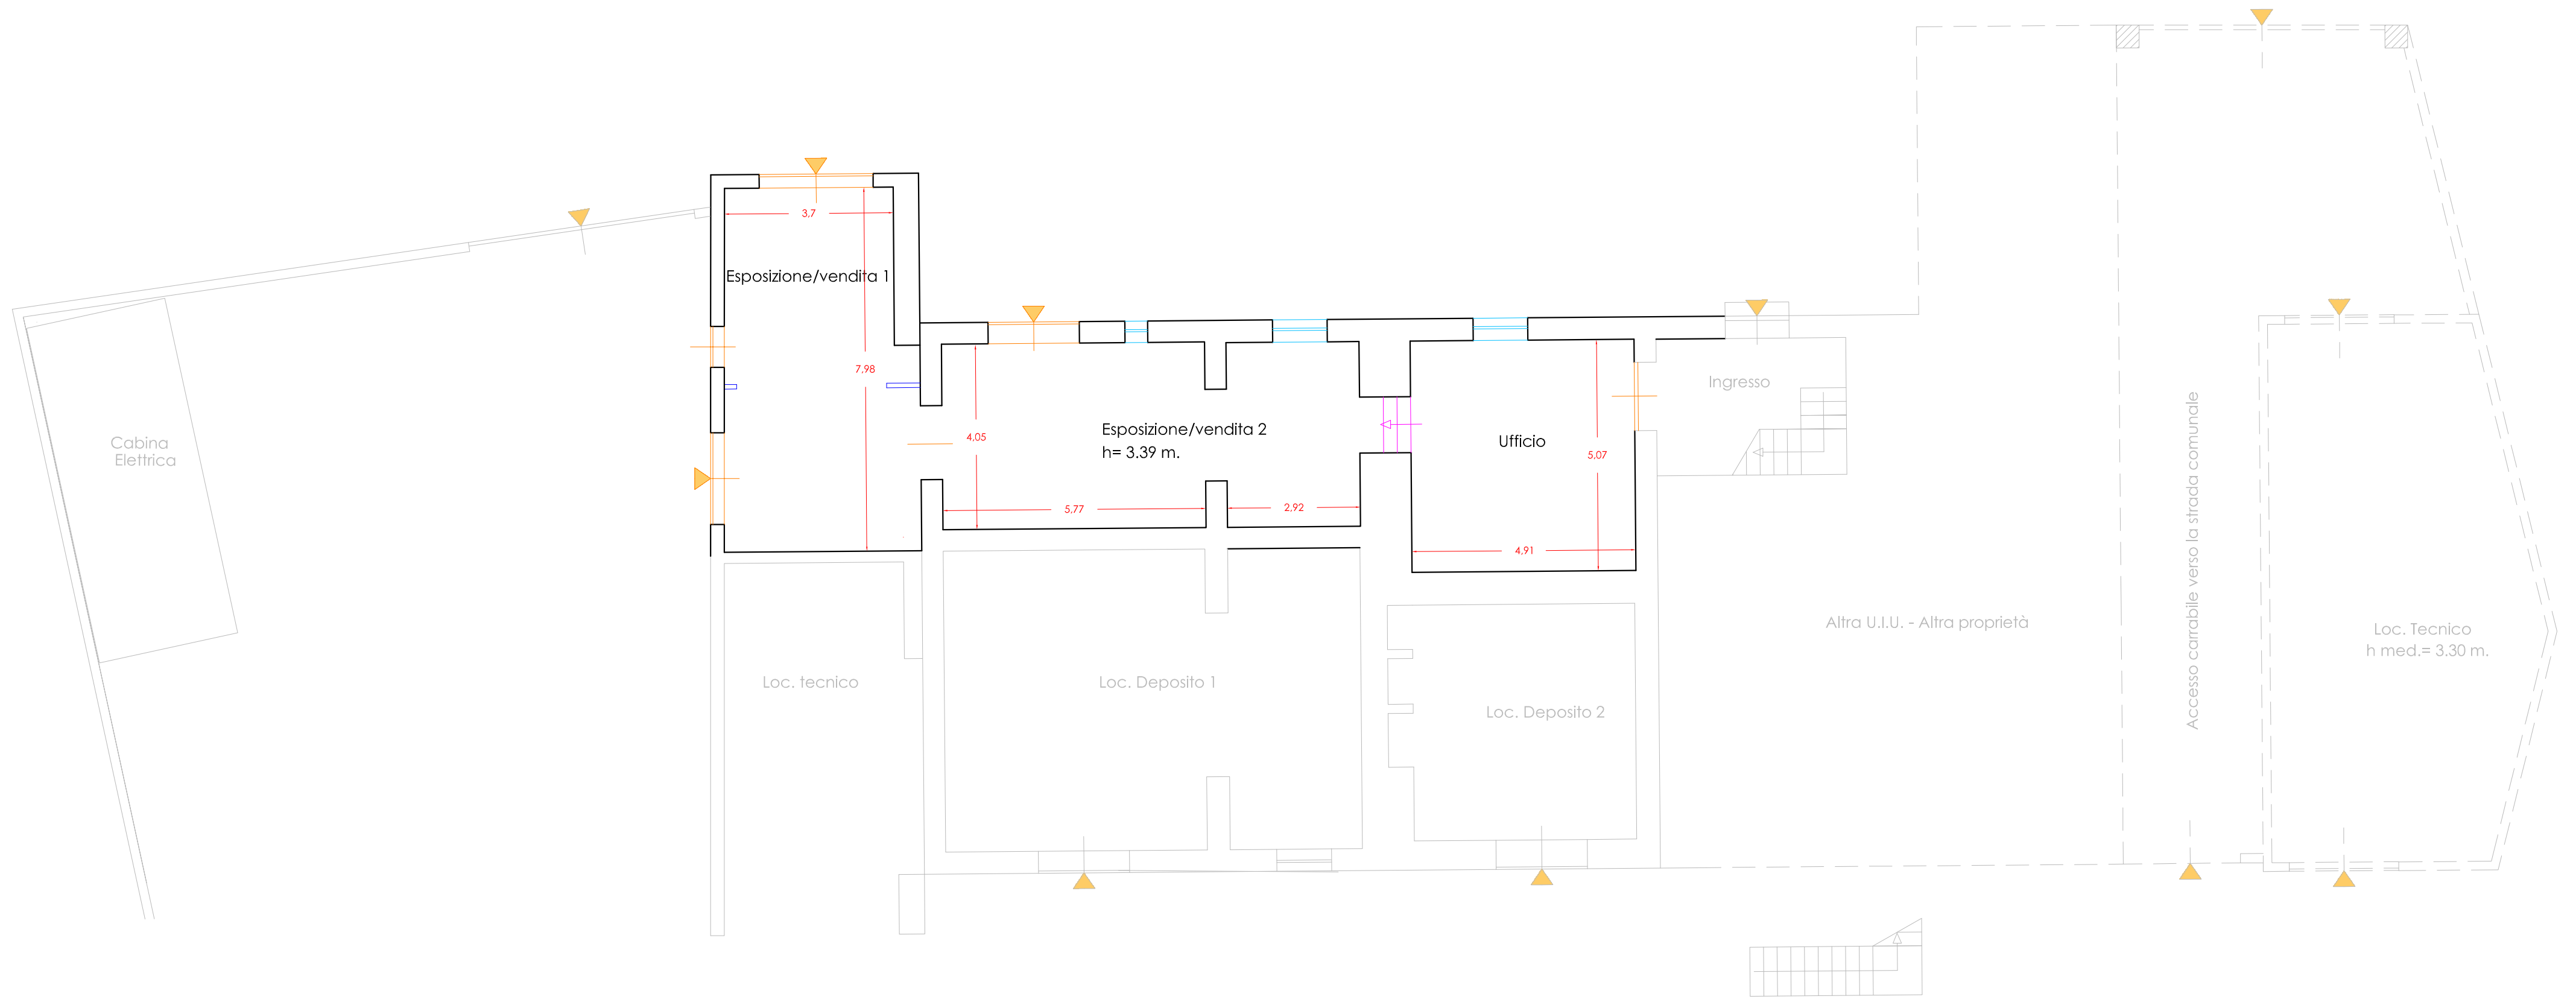 3,7
Esposizione/vendita 1
7,98
Ingresso
4,05
Esposizione/vendita 2
h= 3.39 m.
Ufficio
5,07
Cabina
Elettrica
5,77
2,92
4,91
Accesso carrabile verso la strada comunale
Altra U.I.U. - Altra proprietà
Loc. Tecnico
h med.= 3.30 m.
Loc. tecnico
Loc. Deposito 1
Loc. Deposito 2